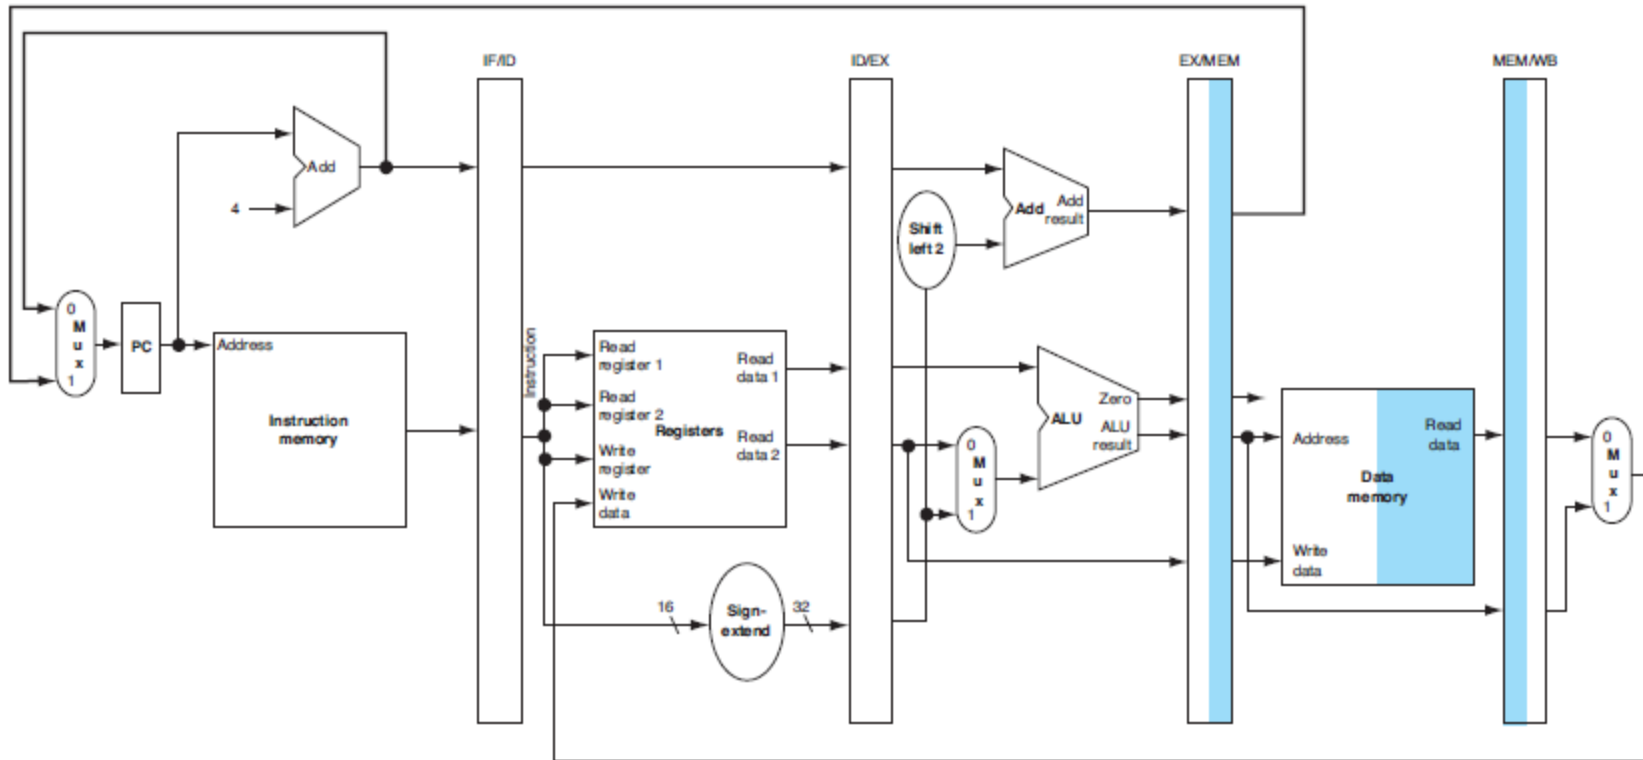 IF/ID
ID/EX
EX/MEM
MEM/WB
Add
4
Add
Add
result
Shift
left 2
0
M
u
x
1
PC
Address
Instruction
memory
Instruction
Read
register 1
Read
register 2
Registers
Write
register
Write
data
Read
data 1
Read
data 2
16
Sign-
extend
32
0
M
u
x
1
Zero
ALU
ALU
result
Address
Read
data
Data
memory
Write
data
0
M
u
x
1